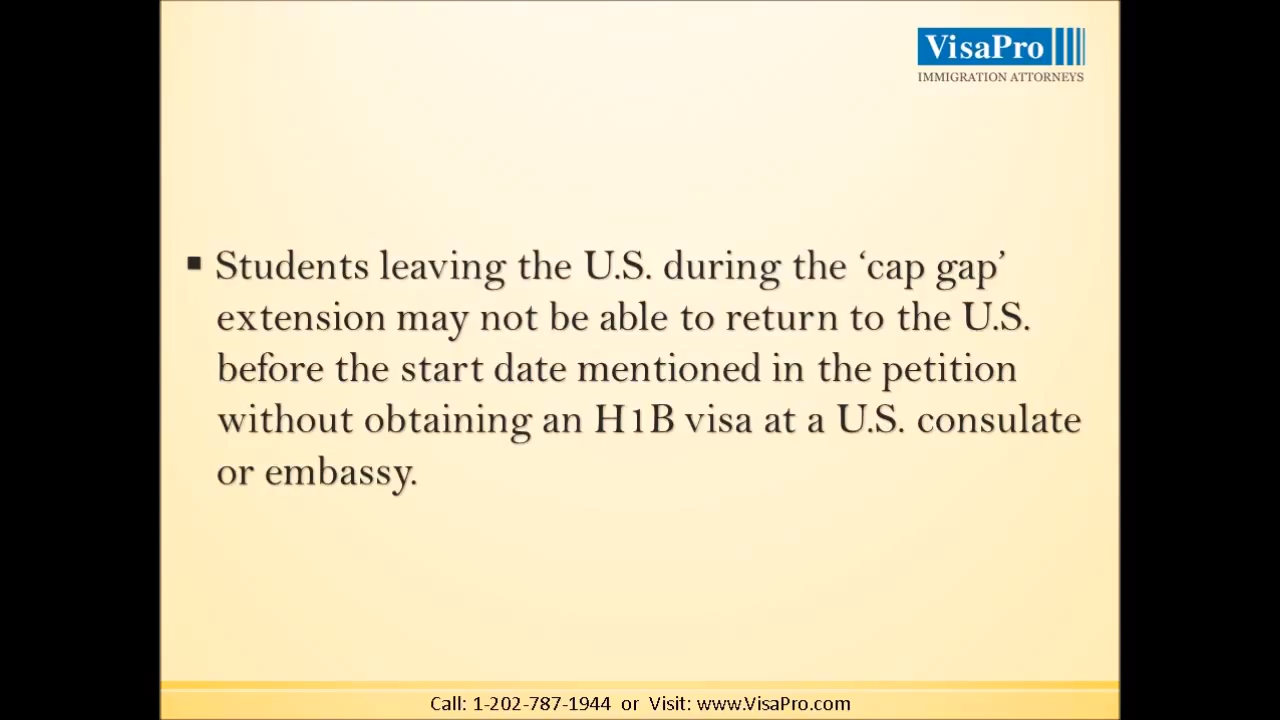 VisaPro
IMMIGRATION ATTORNEYS
▪ Students leaving the U.S. during the ‘cap gap’
extension may not be able to return to the U.S.
before the start date mentioned in the petition
without obtaining an H1B visa at a U.S. consulate
or embassy.
Call: 1-202-787-1944 or Visit: www.VisaPro.com